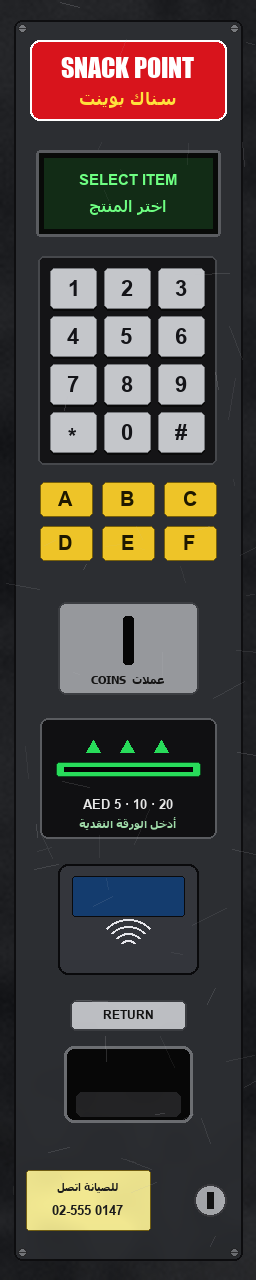 SNACK POINT
سناك بوينت
SELECT ITEM
اختر المنتج
1 2 3
4 5 6
7 8 9
* 0 #
A B C
D E F
COINS عملات
AED 5 · 10 · 20
أدخل الورقة النقدية
RETURN
للصيانة اتصل
02-555 0147